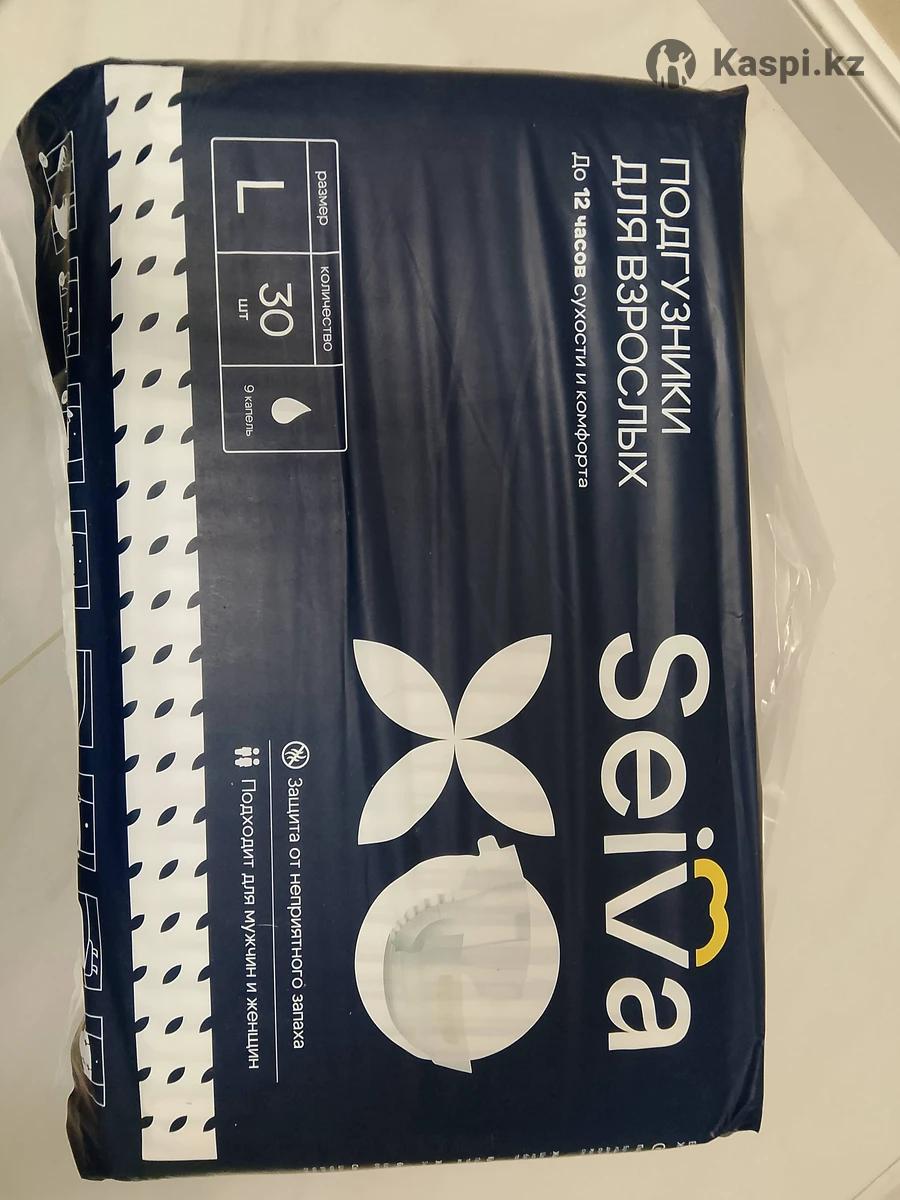 Kaspi.kz
ПОДГУЗНИКИ
ДЛЯ ВЗРОСЛЫХ
До 12 часов сухости и комфорта
Seiva
размер
L
количество
30
шт
9 капель
Защита от неприятного запаха
Подходит для мужчин и женщин